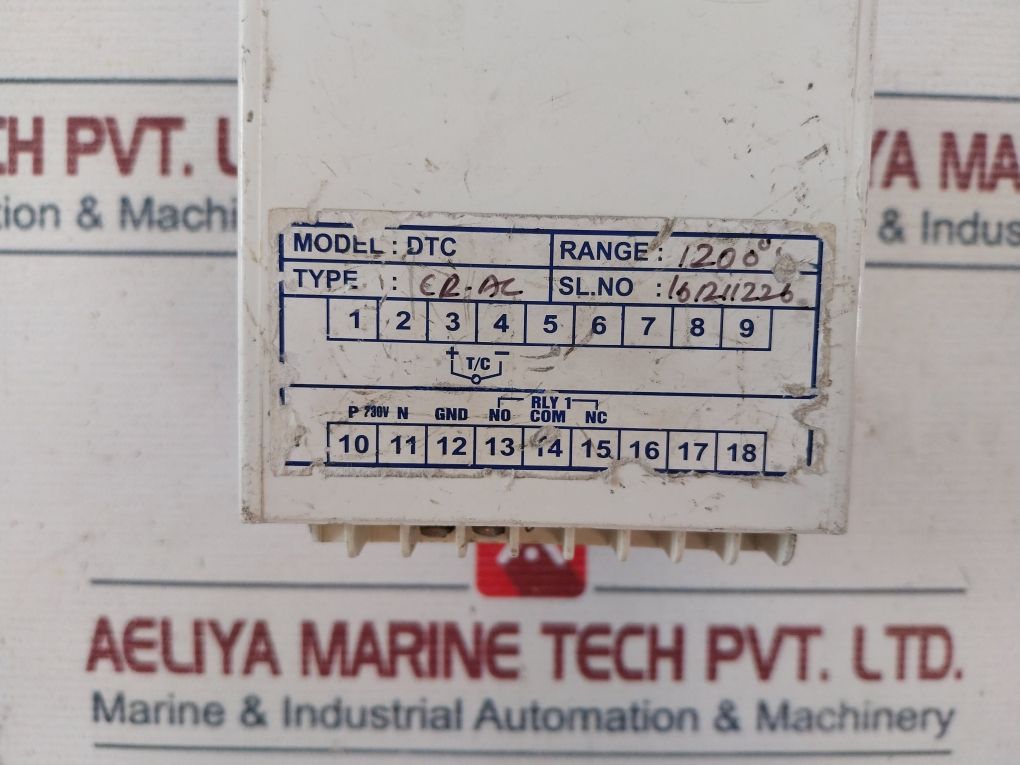 CH PVT. L
YA MA
tion & Machi
& Indus
MODEL : DTC
RANGE : 1200°
TYPE : CR-AC
SL.NO : 161211226
1 2 3 4 5 6 7 8 9
+ T/C −
RLY 1
P 230V N GND NO COM NC
10 11 12 13 14 15 16 17 18
AELIYA MARINE TECH PVT. LTD.
Marine & Industrial Automation & Machinery